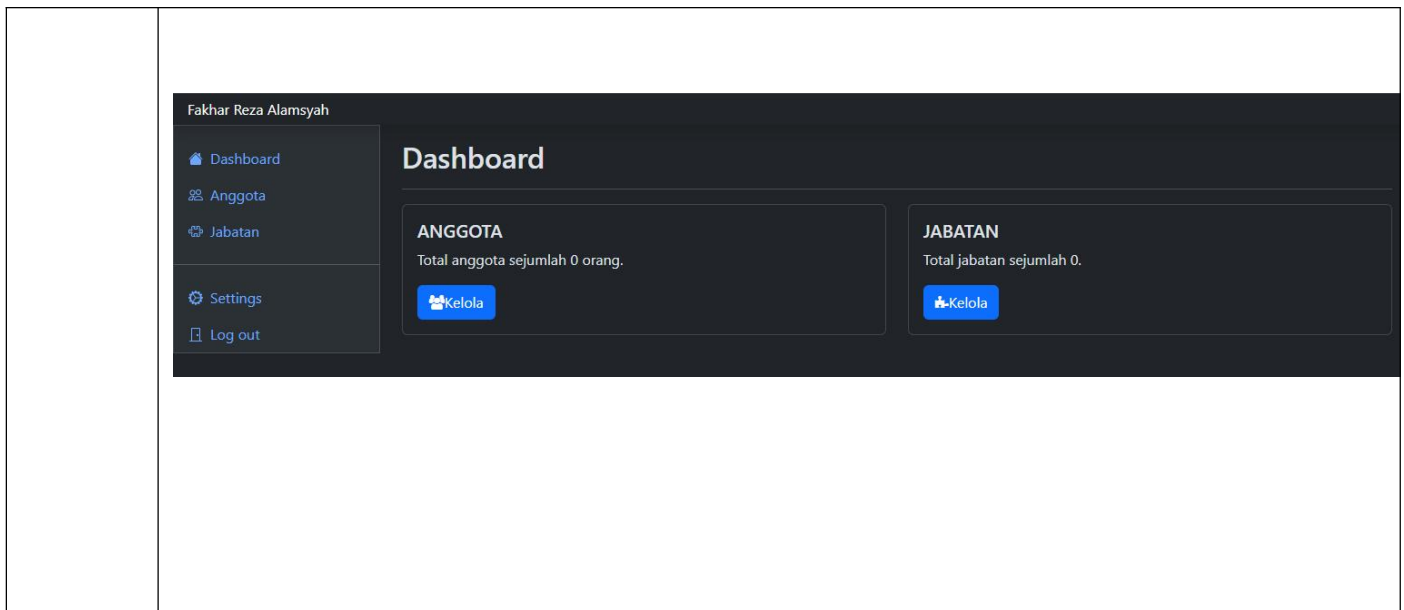 Fakhar Reza Alamsyah
Dashboard
Anggota
Jabatan
Settings
Log out
Dashboard
ANGGOTA
Total anggota sejumlah 0 orang.
Kelola
JABATAN
Total jabatan sejumlah 0.
Kelola